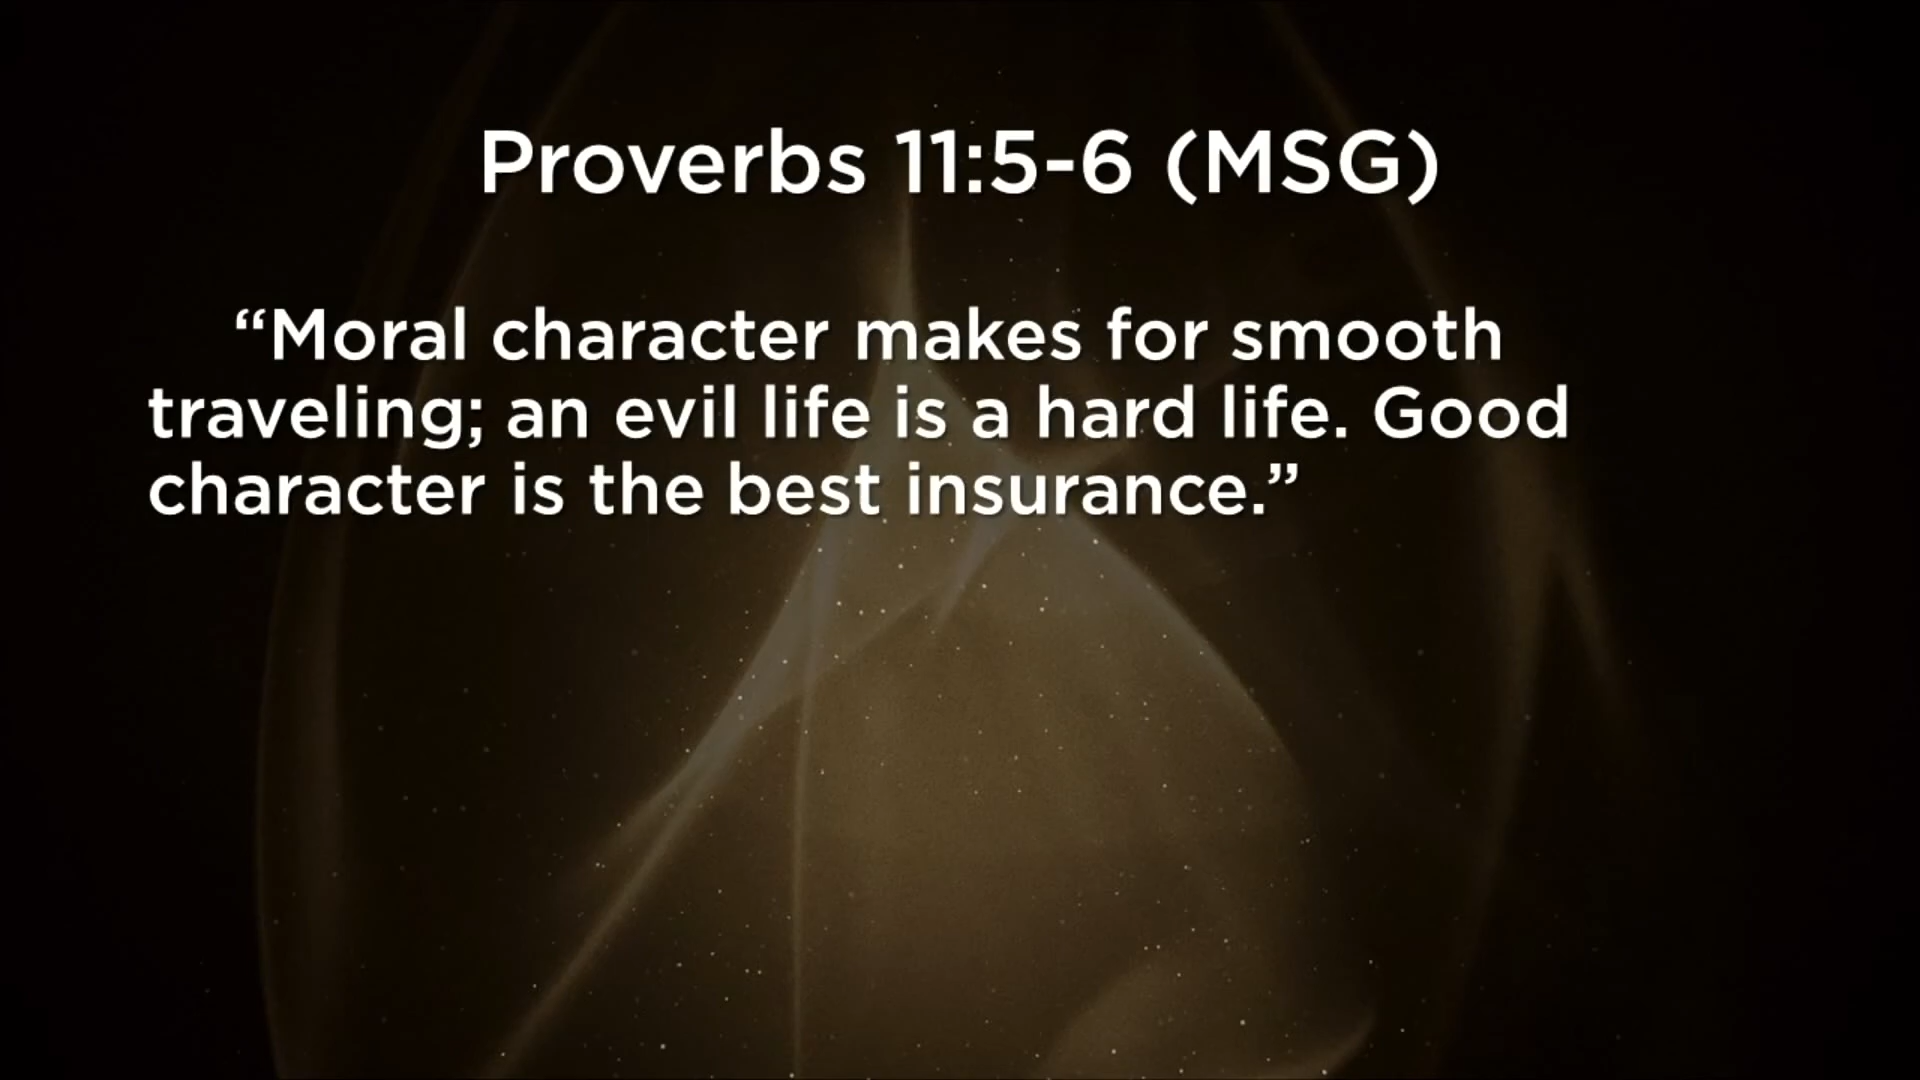 Proverbs 11:5-6 (MSG)
“Moral character makes for smooth
traveling; an evil life is a hard life. Good
character is the best insurance.”